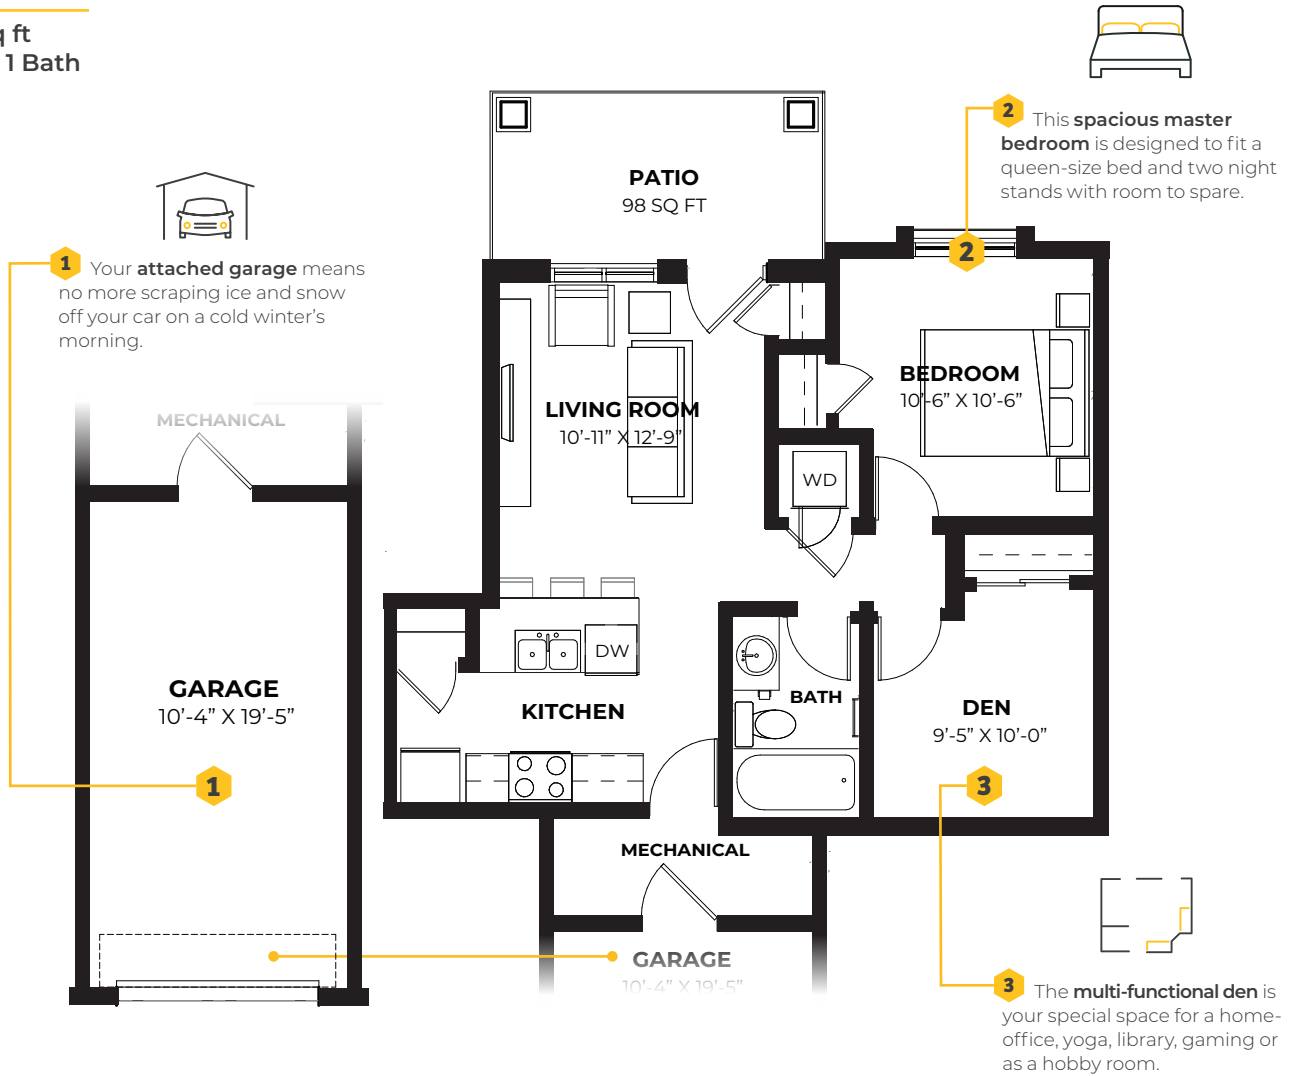 ft
1 Bath
2
This spacious master
bedroom is designed to fit a
queen-size bed and two night
stands with room to spare.
1
Your attached garage means
no more scraping ice and snow
off your car on a cold winter’s
morning.
PATIO
98 SQ FT
2
BEDROOM
10’-6” X 10’-6”
LIVING ROOM
10’-11” X 12’-9”
MECHANICAL
WD
DW
GARAGE
10’-4” X 19’-5”
1
KITCHEN
BATH
DEN
9’-5” X 10’-0”
3
MECHANICAL
GARAGE
10’-4” X 19’-5”
3
The multi-functional den is
your special space for a home-
office, yoga, library, gaming or
as a hobby room.